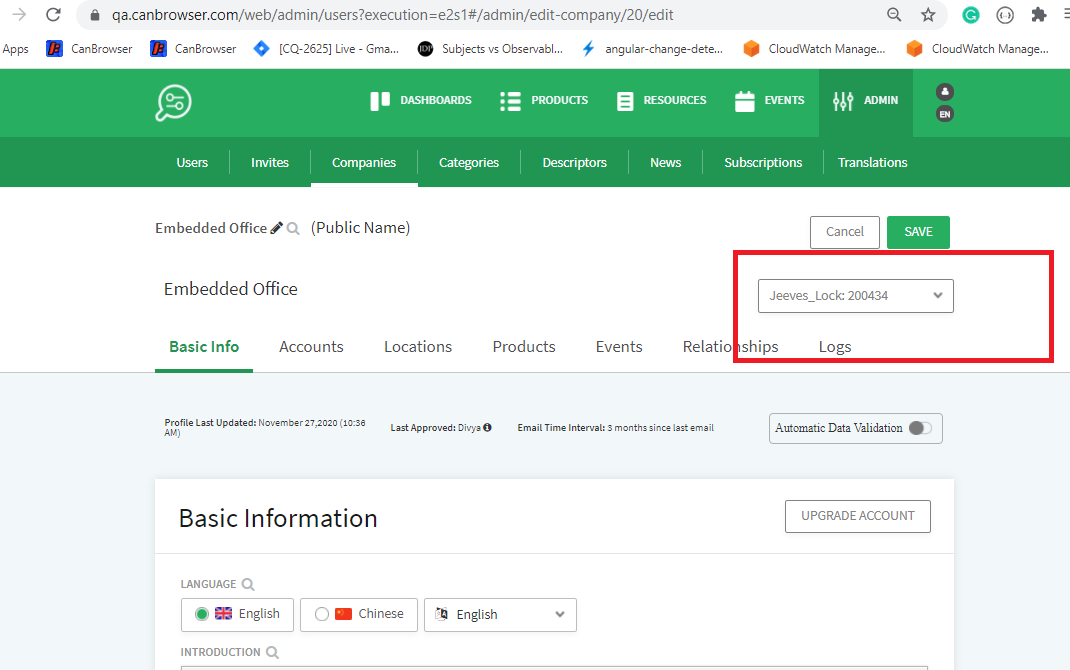 qa.canbrowser.com/web/admin/users?execution=e2s1#/admin/edit-company/20/edit
Apps CanBrowser CanBrowser [CQ-2625] Live - Gma... JDP Subjects vs Observabl... angular-change-dete... CloudWatch Manage... CloudWatch Manage...
DASHBOARDS PRODUCTS RESOURCES EVENTS ADMIN
EN
Users Invites Companies Categories Descriptors News Subscriptions Translations
Embedded Office (Public Name) Cancel SAVE
Embedded Office Jeeves_Lock: 200434
Basic Info Accounts Locations Products Events Relationships Logs
Profile Last Updated: November 27,2020 (10:36
AM)
Last Approved: Divya Email Time Interval: 3 months since last email Automatic Data Validation
Basic Information UPGRADE ACCOUNT
LANGUAGE
English Chinese English
INTRODUCTION